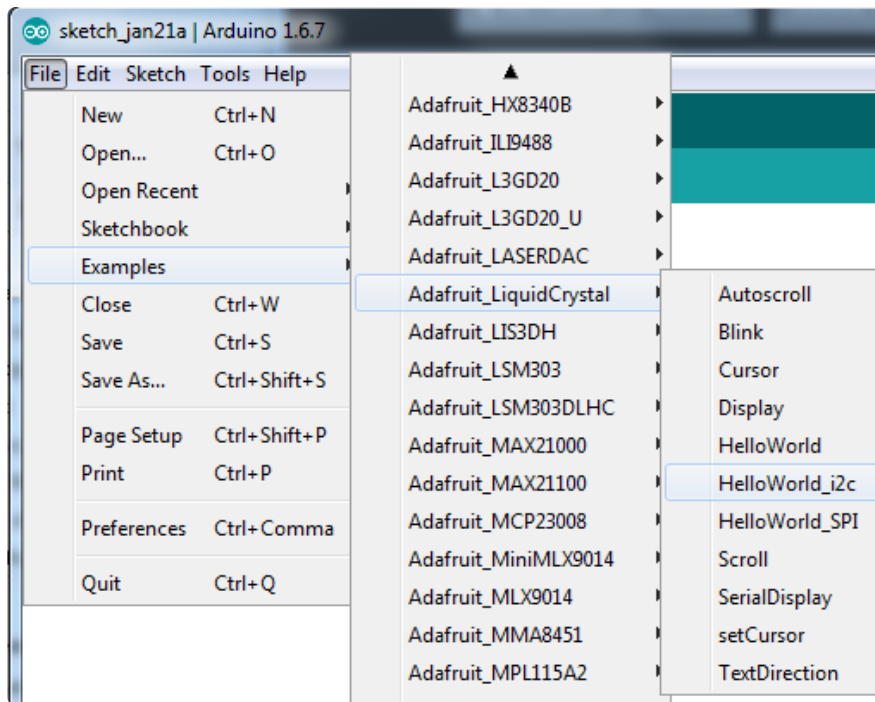 sketch_jan21a | Arduino 1.6.7
File Edit Sketch Tools Help
New Ctrl+N
Open... Ctrl+O
Open Recent
Sketchbook
Examples
Close Ctrl+W
Save Ctrl+S
Save As... Ctrl+Shift+S
Page Setup Ctrl+Shift+P
Print Ctrl+P
Preferences Ctrl+Comma
Quit Ctrl+Q
Adafruit_HX8340B
Adafruit_ILI9488
Adafruit_L3GD20
Adafruit_L3GD20_U
Adafruit_LASERDAC
Adafruit_LiquidCrystal
Adafruit_LIS3DH
Adafruit_LSM303
Adafruit_LSM303DLHC
Adafruit_MAX21000
Adafruit_MAX21100
Adafruit_MCP23008
Adafruit_MiniMLX9014
Adafruit_MLX9014
Adafruit_MMA8451
Adafruit_MPL115A2
Autoscroll
Blink
Cursor
Display
HelloWorld
HelloWorld_i2c
HelloWorld_SPI
Scroll
SerialDisplay
setCursor
TextDirection